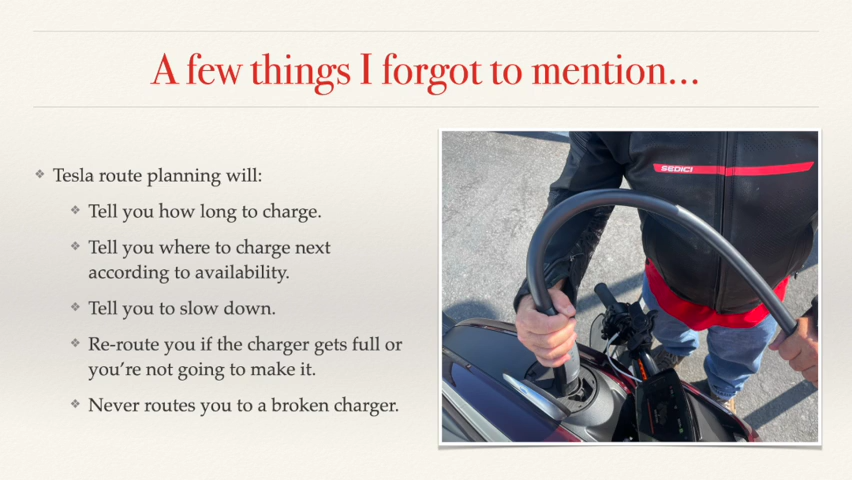 A few things I forgot to mention...
Tesla route planning will:
Tell you how long to charge.
Tell you where to charge next
according to availability.
Tell you to slow down.
Re-route you if the charger gets full or
you're not going to make it.
Never routes you to a broken charger.
SEDICI